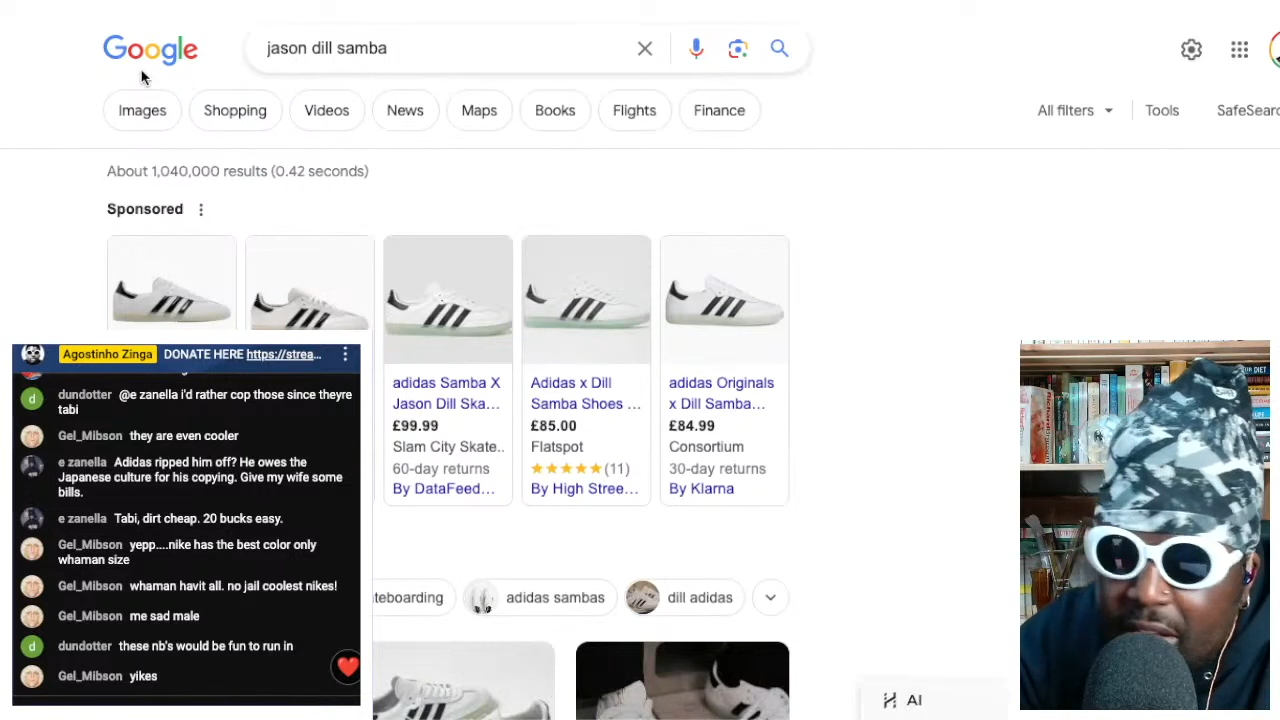 Google
jason dill samba
Images
Shopping
Videos
News
Maps
Books
Flights
Finance
All filters
Tools
SafeSearc
About 1,040,000 results (0.42 seconds)
Sponsored
adidas Samba X
Jason Dill Ska...
£99.99
Slam City Skate..
60-day returns
By DataFeed...
Adidas x Dill
Samba Shoes ...
£85.00
Flatspot
(11)
By High Stree...
adidas Originals
x Dill Samba...
£84.99
Consortium
30-day returns
By Klarna
Agostinho Zinga DONATE HERE https://strea...
dundotter @e zanella i'd rather cop those since theyre
tabi
Gel_Mibson they are even cooler
e zanella Adidas ripped him off? He owes the
Japanese culture for his copying. Give my wife some
bills.
e zanella Tabi, dirt cheap. 20 bucks easy.
Gel_Mibson yepp....nike has the best color only
whaman size
Gel_Mibson whaman havit all. no jail coolest nikes!
Gel_Mibson me sad male
dundotter these nb's would be fun to run in
Gel_Mibson yikes
teboarding
adidas sambas
dill adidas
AI